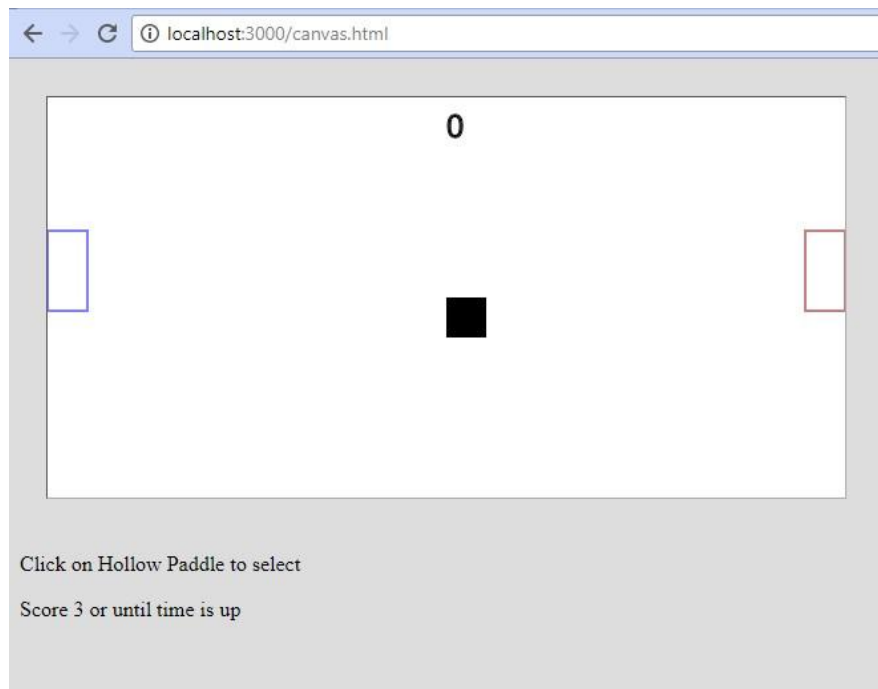 localhost:3000/canvas.html
0
Click on Hollow Paddle to select
Score 3 or until time is up